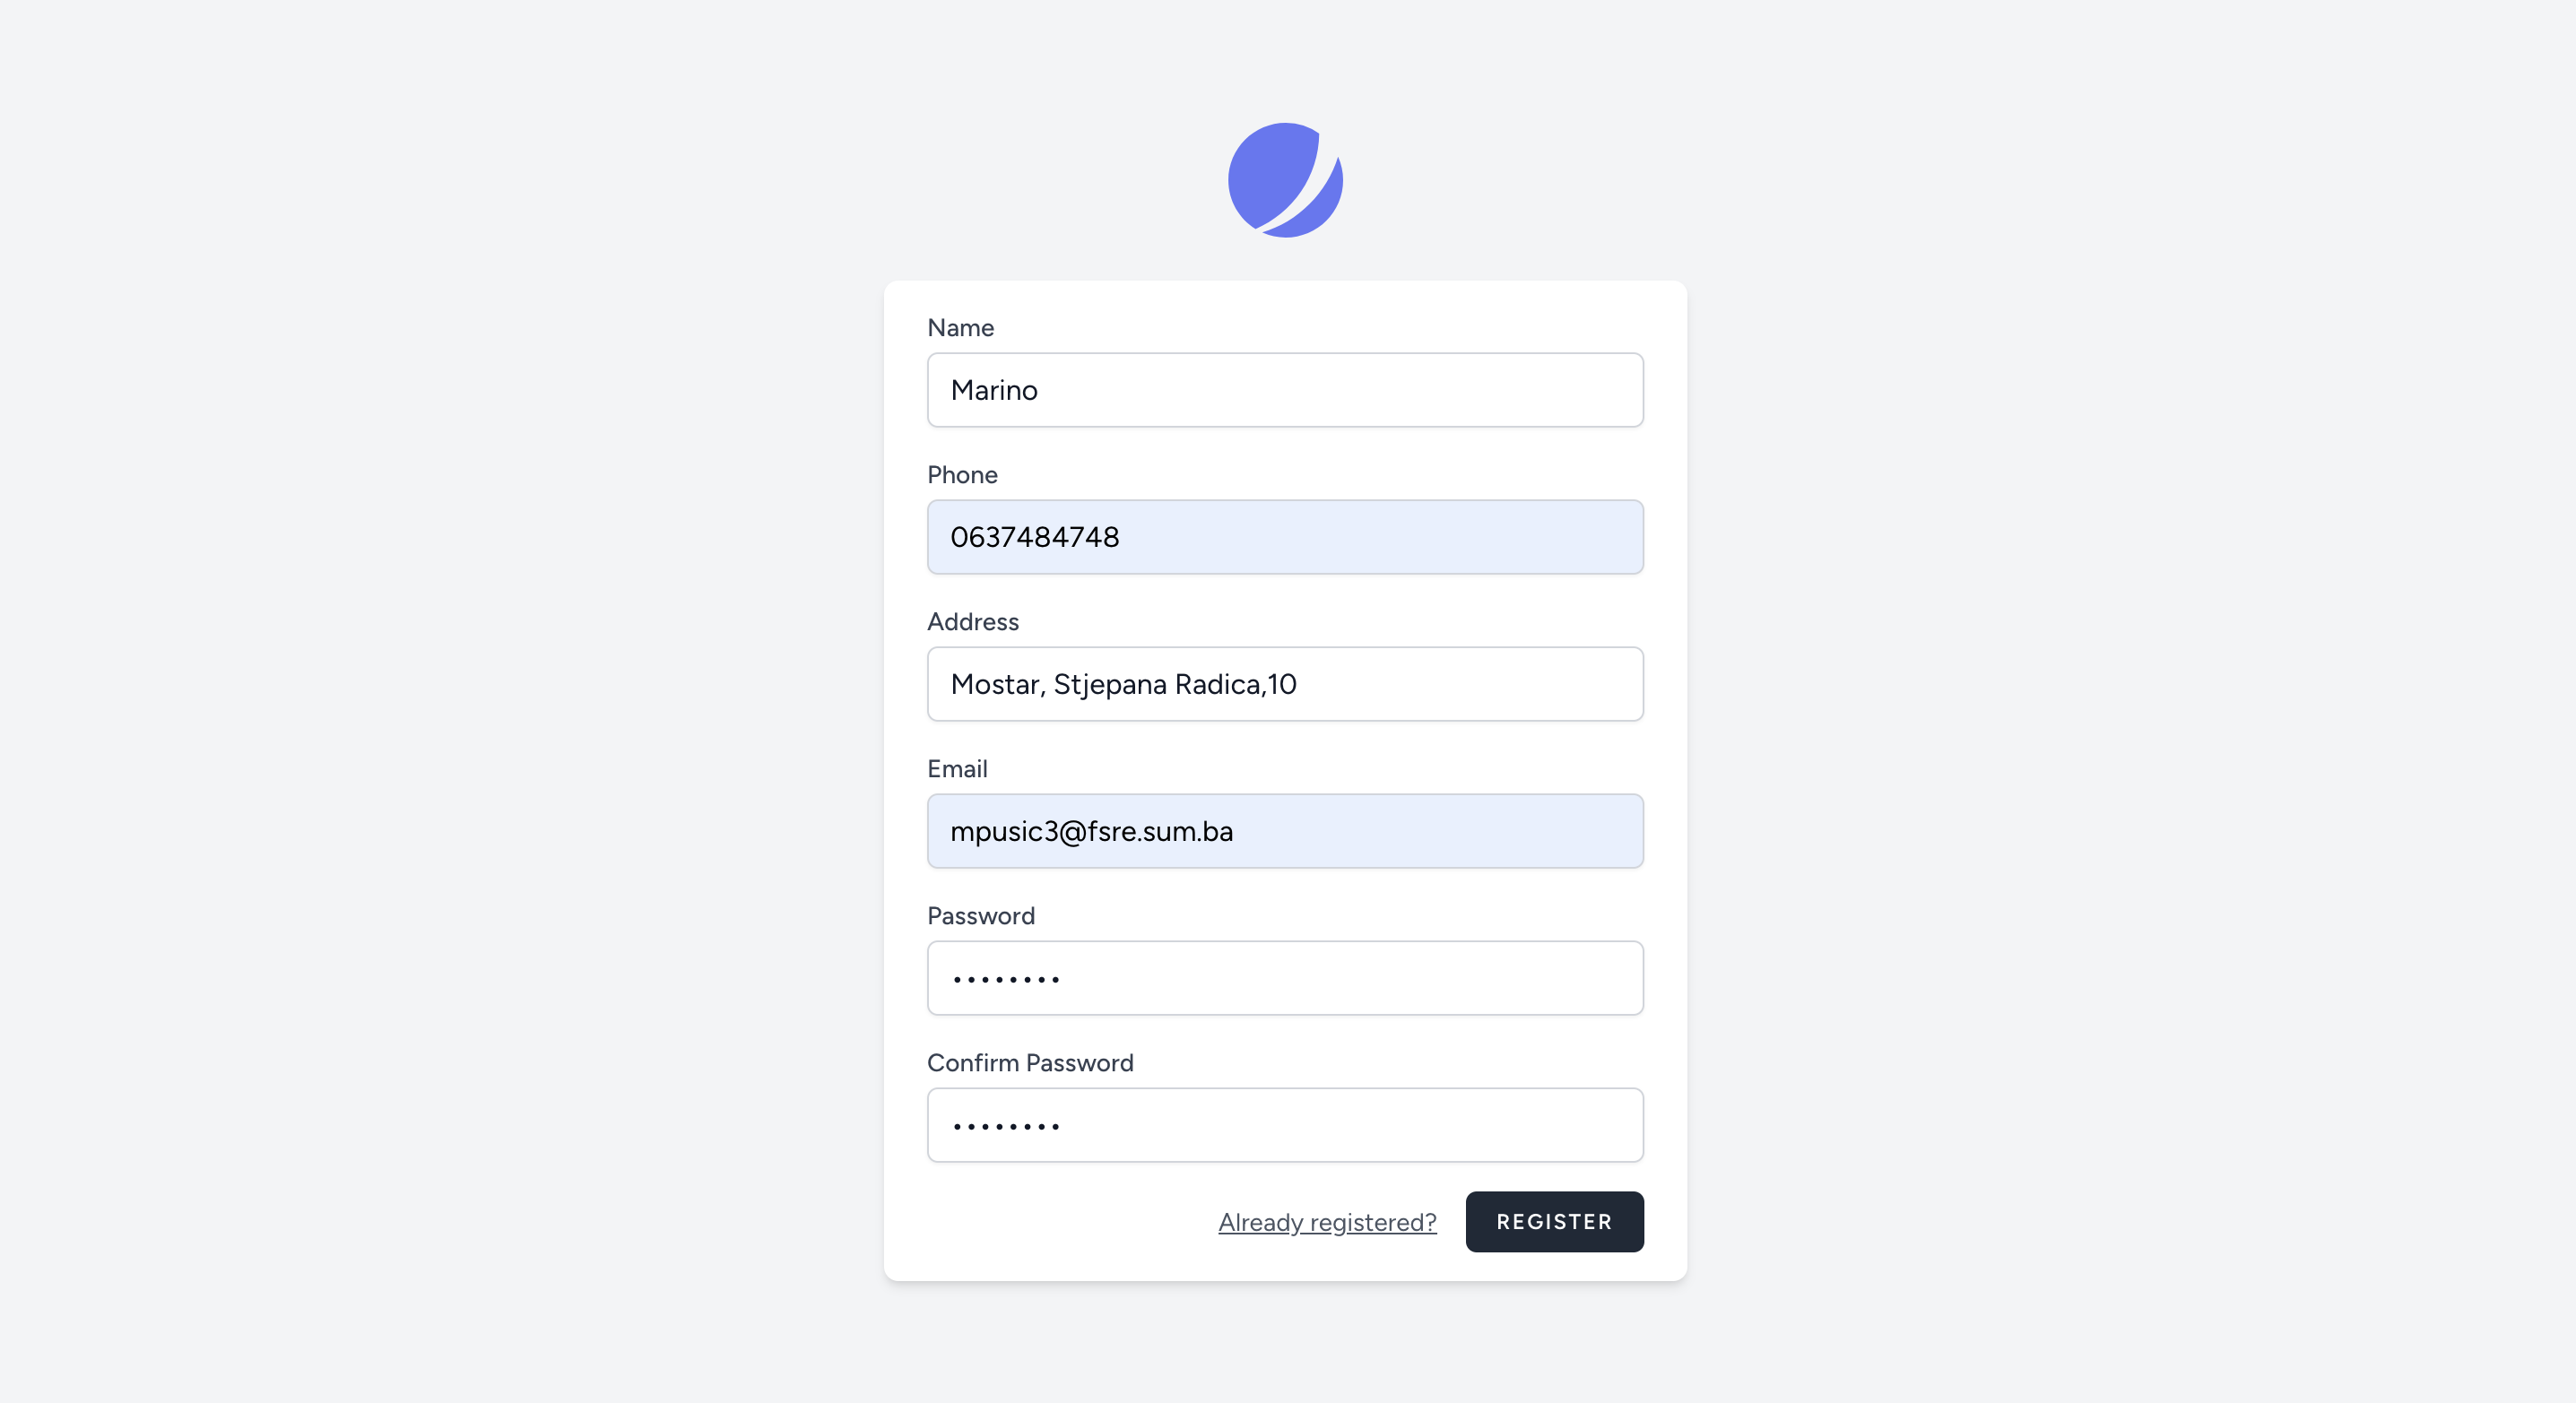 Name
Marino
Phone
0637484748
Address
Mostar, Stjepana Radica,10
Email
mpusic3@fsre.sum.ba
Password
••••••••
Confirm Password
••••••••
Already registered? REGISTER